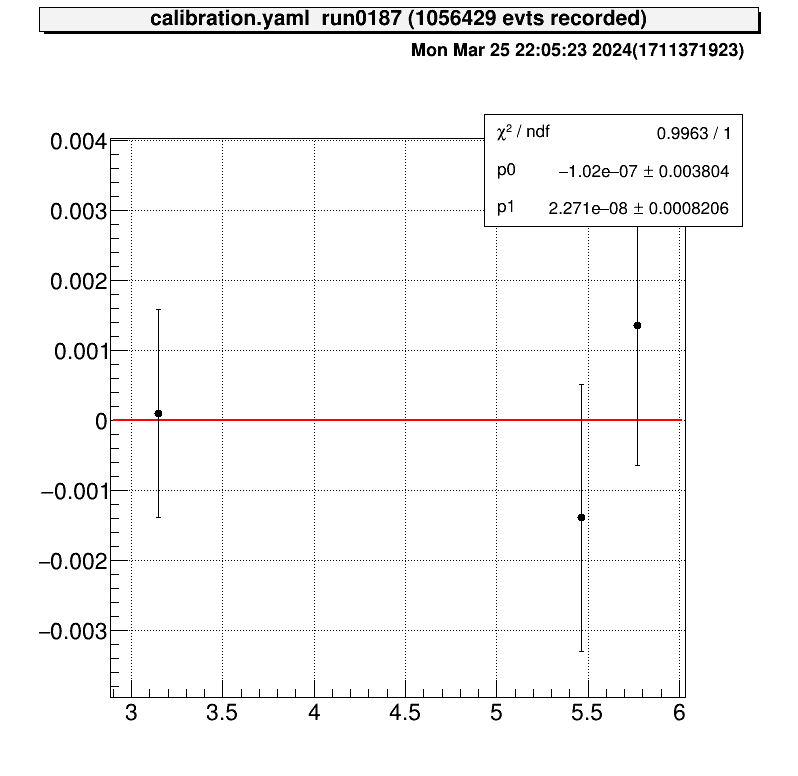 calibration.yaml  run0187 (1056429 evts recorded)
Mon Mar 25 22:05:23 2024(1711371923)
χ² / ndf 0.9963 / 1
p0 −1.02e−07 ± 0.003804
p1 2.271e−08 ± 0.0008206
0.004
0.003
0.002
0.001
0
−0.001
−0.002
−0.003
3 3.5 4 4.5 5 5.5 6